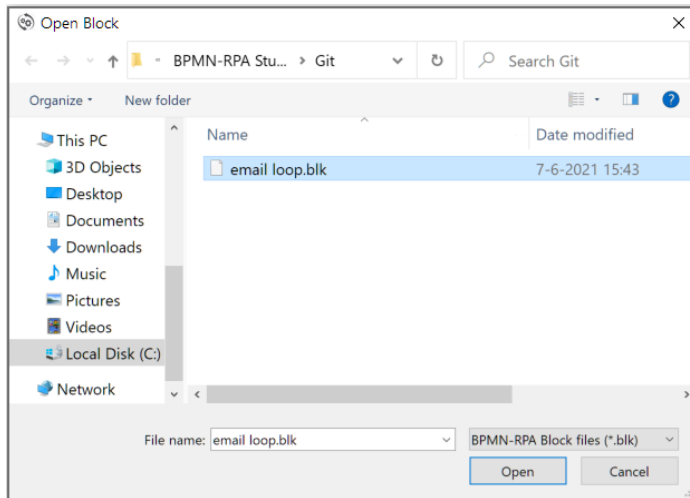 Open Block
BPMN-RPA Stu... › Git
Search Git
Organize
New folder
Name
Date modified
This PC
3D Objects
Desktop
Documents
Downloads
Music
Pictures
Videos
Local Disk (C:)
Network
email loop.blk
7-6-2021 15:43
File name: email loop.blk
BPMN-RPA Block files (*.blk)
Open
Cancel